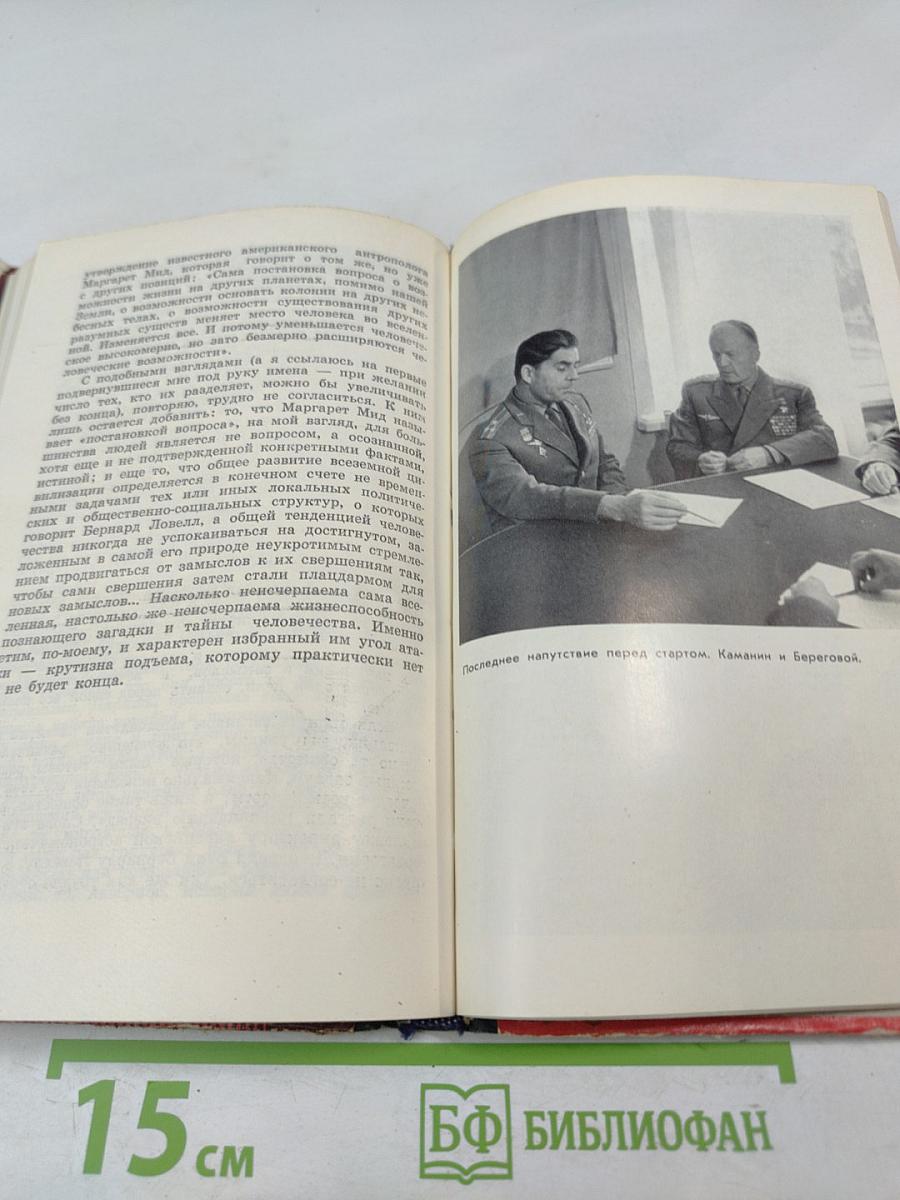 утверждение известного американского антрополога
Маргарет Мид, которая говорит о том же, но уже
с других позиций: «Сама постановка вопроса о воз-
можности жизни на других планетах, помимо нашей
Земли, о возможности основать колонии на других не-
бесных телах, о возможности существования других
разумных существ меняет место человека во вселен-
ной. Изменяется все. И потому уменьшается человече-
ское высокомерно, но зато безмерно расширяются че-
ловеческие возможности».
С подобными взглядами (а я ссылаюсь на первые
подвернувшиеся мне под руку имена — при желании
число тех, кто их разделяет, можно бы увеличивать
без конца), повторяю, трудно не согласиться. К ним
лишь остается добавить: то, что Маргарет Мид назы-
вает «постановкой вопроса», на мой взгляд, для боль-
шинства людей является не вопросом, а осознанной,
хотя еще и не подтвержденной конкретными фактами,
истиной; и еще то, что общее развитие всеземной ци-
вилизации определяется в конечном счете не времен-
ными задачами тех или иных локальных политиче-
ских и общественно-социальных структур, о которых
говорит Бернард Ловелл, а общей тенденцией челове-
чества никогда не успокаиваться на достигнутом, за-
ложенным в самой его природе неукротимым стремле-
нием продвигаться от замыслов к их свершениям так,
чтобы сами свершения затем стали плацдармом для
новых замыслов... Насколько неисчерпаема сама все-
ленная, настолько же неисчерпаема жизнеспособность
познающего загадки и тайны человечества. Именно
етим, по-моему, и характерен избранный им угол ата-
ки — крутизна подъема, которому практически нет
не будет конца.
Последнее напутствие перед стартом. Каманин и Береговой.
15 см
БФ БИБЛИОФАН